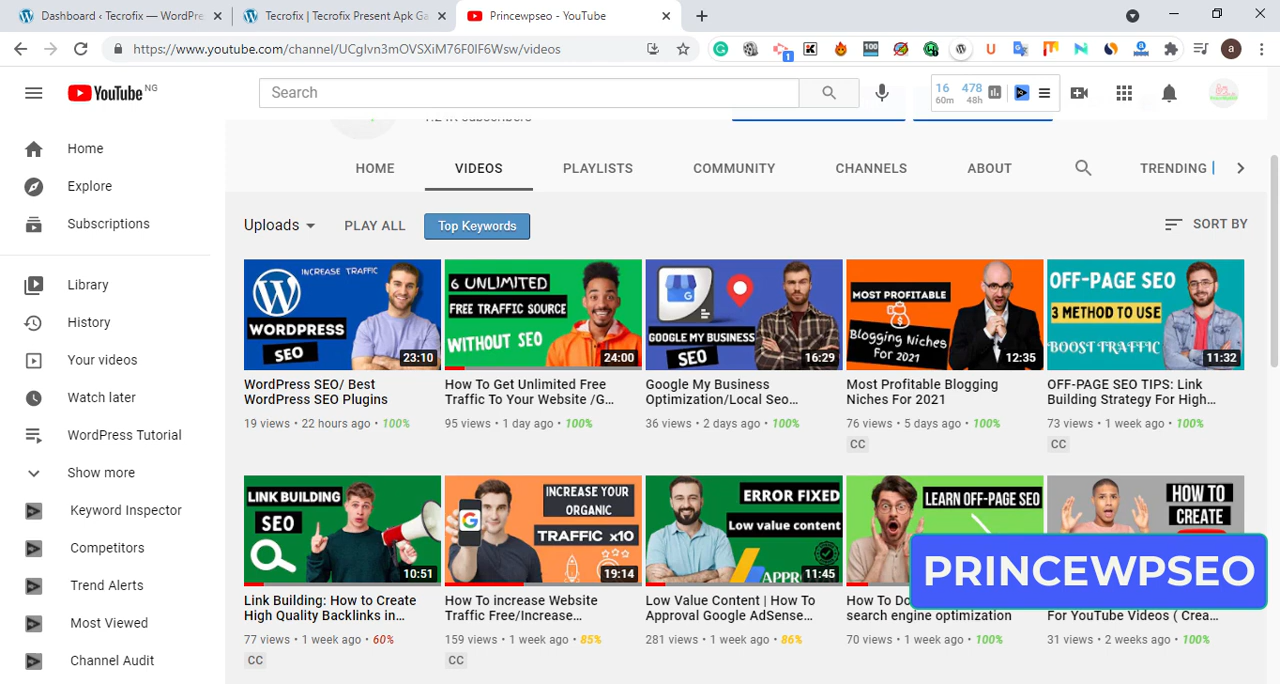 Dashboard ‹ Tecrofix — WordPre
Tecrofix | Tecrofix Present Apk Ga
Princewpseo - YouTube
https://www.youtube.com/channel/UCgIvn3mOVSXiM76F0IF6Wsw/videos
YouTube NG
Search
16 478
60m 48h
Home
Explore
Subscriptions
Library
History
Your videos
Watch later
WordPress Tutorial
Show more
Keyword Inspector
Competitors
Trend Alerts
Most Viewed
Channel Audit
HOME VIDEOS PLAYLISTS COMMUNITY CHANNELS ABOUT TRENDING
Uploads PLAY ALL Top Keywords SORT BY
INCREASE TRAFFIC
WORDPRESS
SEO
23:10
WordPress SEO/ Best
WordPress SEO Plugins
19 views • 22 hours ago • 100%
6 UNLIMITED
FREE TRAFFIC SOURCE
WITHOUT SEO
24:00
How To Get Unlimited Free
Traffic To Your Website /G...
95 views • 1 day ago • 100%
GOOGLE MY BUSINESS
SEO
16:29
Google My Business
Optimization/Local Seo...
36 views • 2 days ago • 100%
MOST PROFITABLE
Blogging Niches
For 2021
12:35
Most Profitable Blogging
Niches For 2021
76 views • 5 days ago • 100%
CC
OFF-PAGE SEO
3 METHOD TO USE
BOOST TRAFFIC
11:32
OFF-PAGE SEO TIPS: Link
Building Strategy For High...
73 views • 1 week ago • 100%
CC
LINK BUILDING
SEO
10:51
Link Building: How to Create
High Quality Backlinks in...
77 views • 1 week ago • 60%
CC
INCREASE YOUR
ORGANIC
TRAFFIC x10
19:14
How To increase Website
Traffic Free/Increase...
159 views • 1 week ago • 85%
CC
ERROR FIXED
Low value content
11:45
Low Value Content | How To
Approval Google AdSense...
281 views • 1 week ago • 86%
LEARN OFF-PAGE SEO
How To Do
search engine optimization
70 views • 1 week ago • 100%
HOW TO
CREATE
For YouTube Videos ( Crea...
31 views • 2 weeks ago • 100%
PRINCEWPSEO